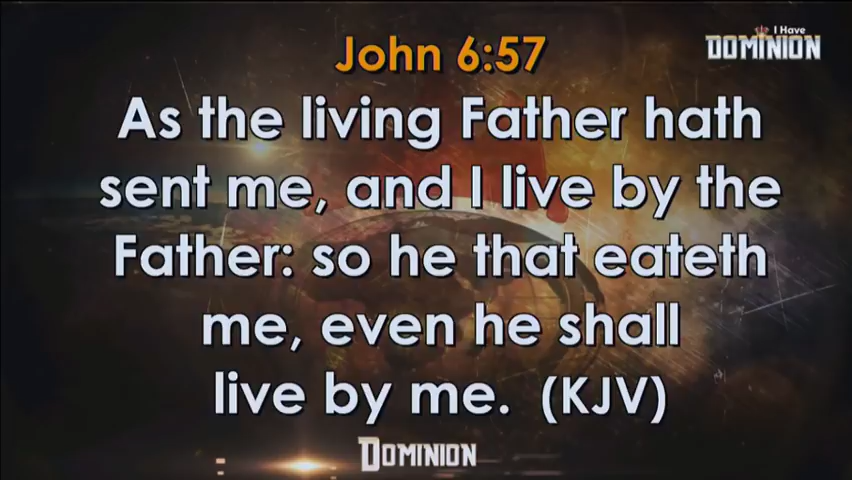 I Have
DOMINION
John 6:57
As the living Father hath
sent me, and I live by the
Father: so he that eateth
me, even he shall
live by me. (KJV)
DOMINION